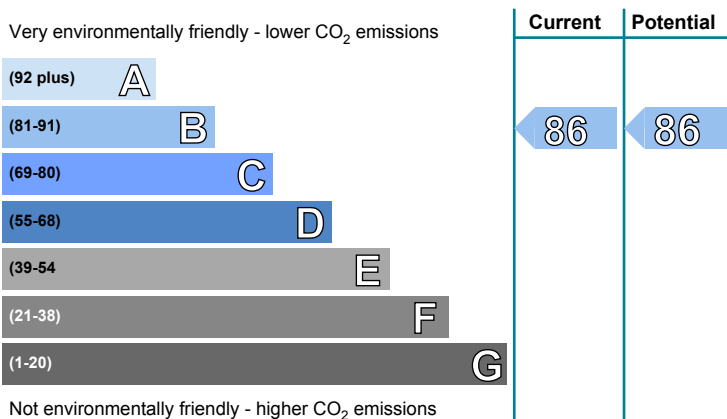 Current Potential
Very environmentally friendly - lower CO2 emissions
(92 plus) A
(81-91) B 86 86
(69-80) C
(55-68) D
(39-54 E
(21-38) F
(1-20) G
Not environmentally friendly - higher CO2 emissions